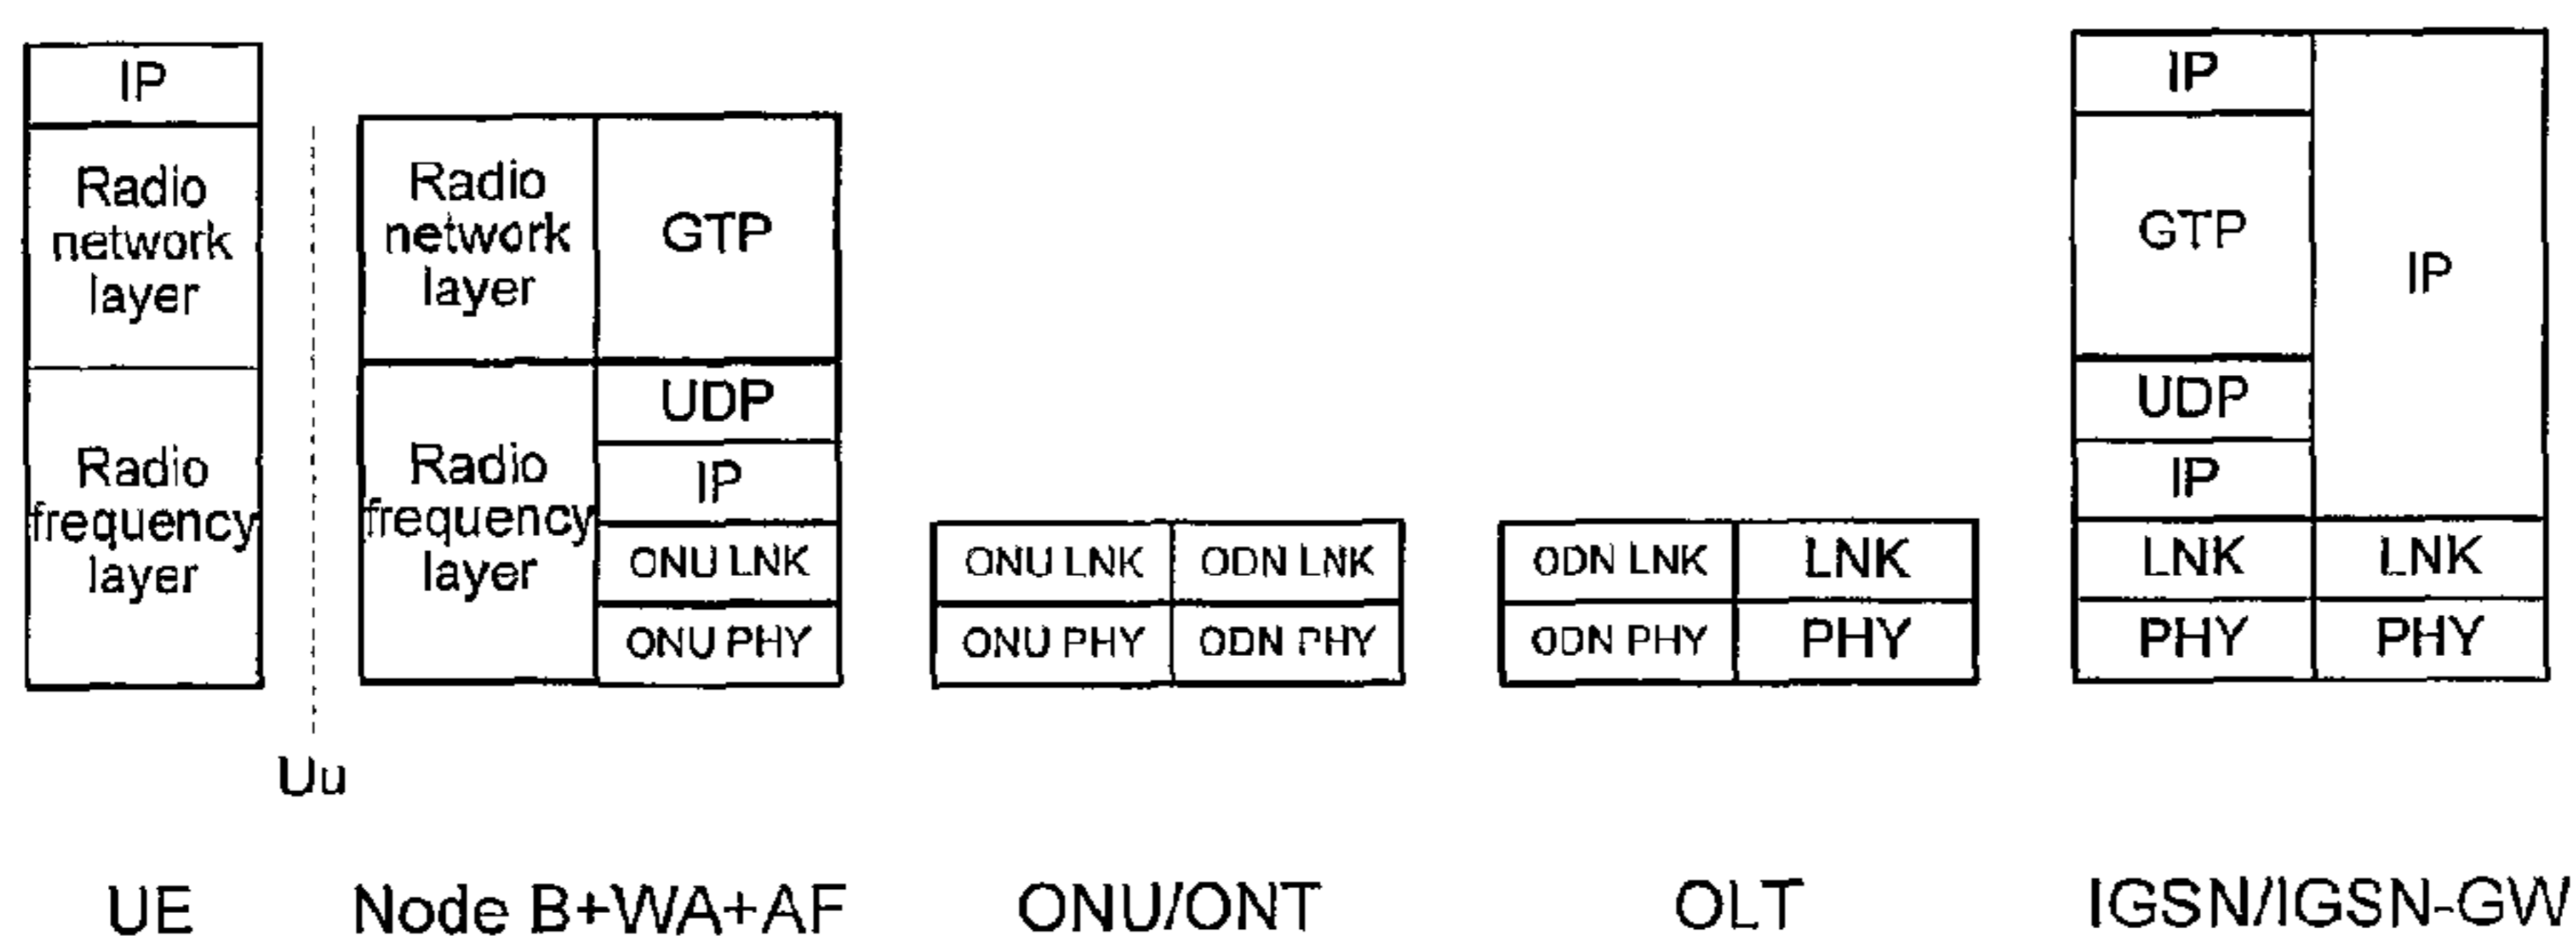 IP
Radio
network
layer
Radio
frequency
layer
Uu
Radio
network
layer
Radio
frequency
layer
GTP
UDP
IP
ONU LNK
ONU PHY
ONU LNK
ODN LNK
ONU PHY
ODN PHY
ODN LNK
LNK
ODN PHY
PHY
IP
GTP
UDP
IP
LNK
PHY
IP
LNK
PHY
UE
Node B+WA+AF
ONU/ONT
OLT
IGSN/IGSN-GW